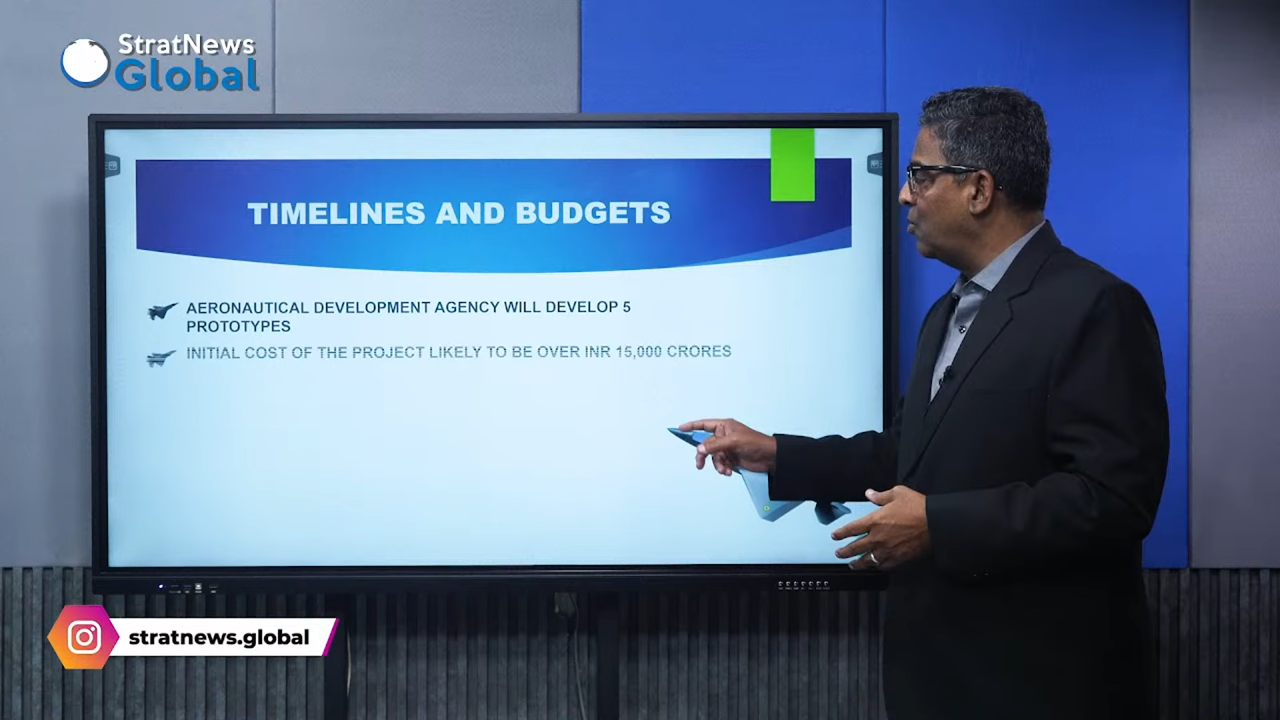 StratNews
Global
TIMELINES AND BUDGETS
AERONAUTICAL DEVELOPMENT AGENCY WILL DEVELOP 5
PROTOTYPES
INITIAL COST OF THE PROJECT LIKELY TO BE OVER INR 15,000 CRORES
stratnews.global